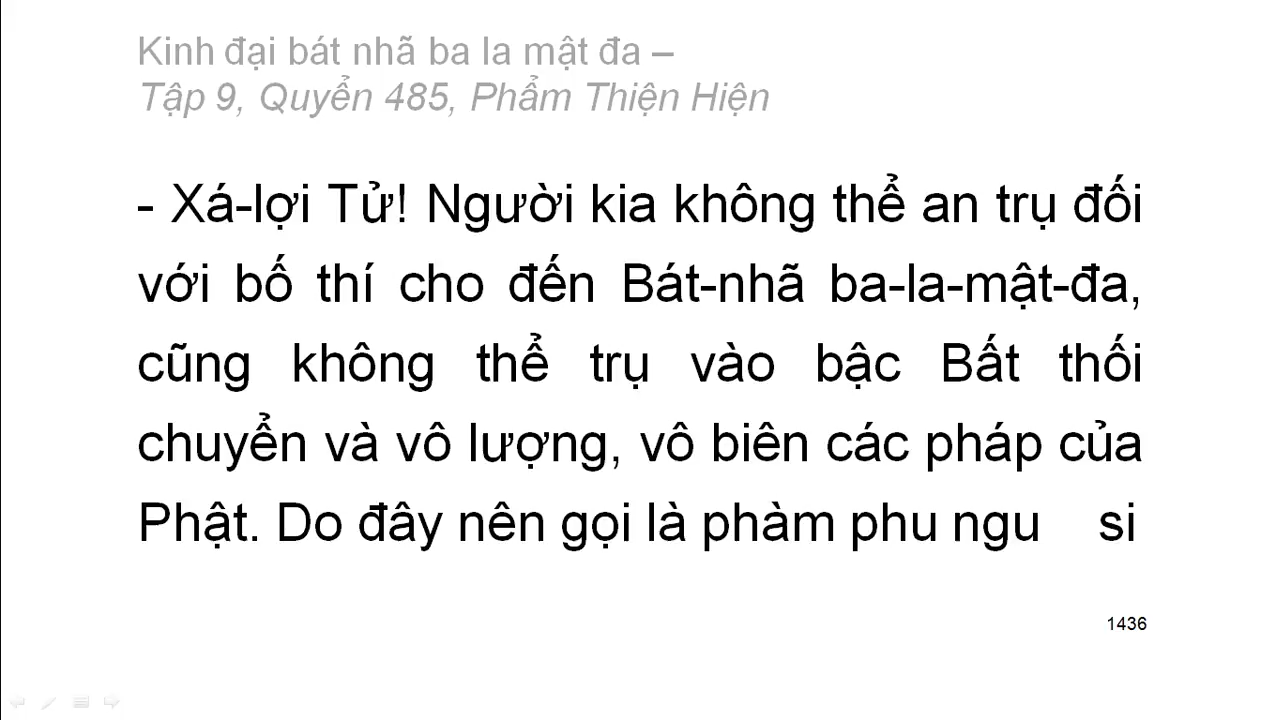 Kinh đại bát nhã ba la mật đa –
Tập 9, Quyển 485, Phẩm Thiện Hiện
- Xá-lợi Tử! Người kia không thể an trụ đối
với bố thí cho đến Bát-nhã ba-la-mật-đa,
cũng không thể trụ vào bậc Bất thối
chuyển và vô lượng, vô biên các pháp của
Phật. Do đây nên gọi là phàm phu ngu si
1436